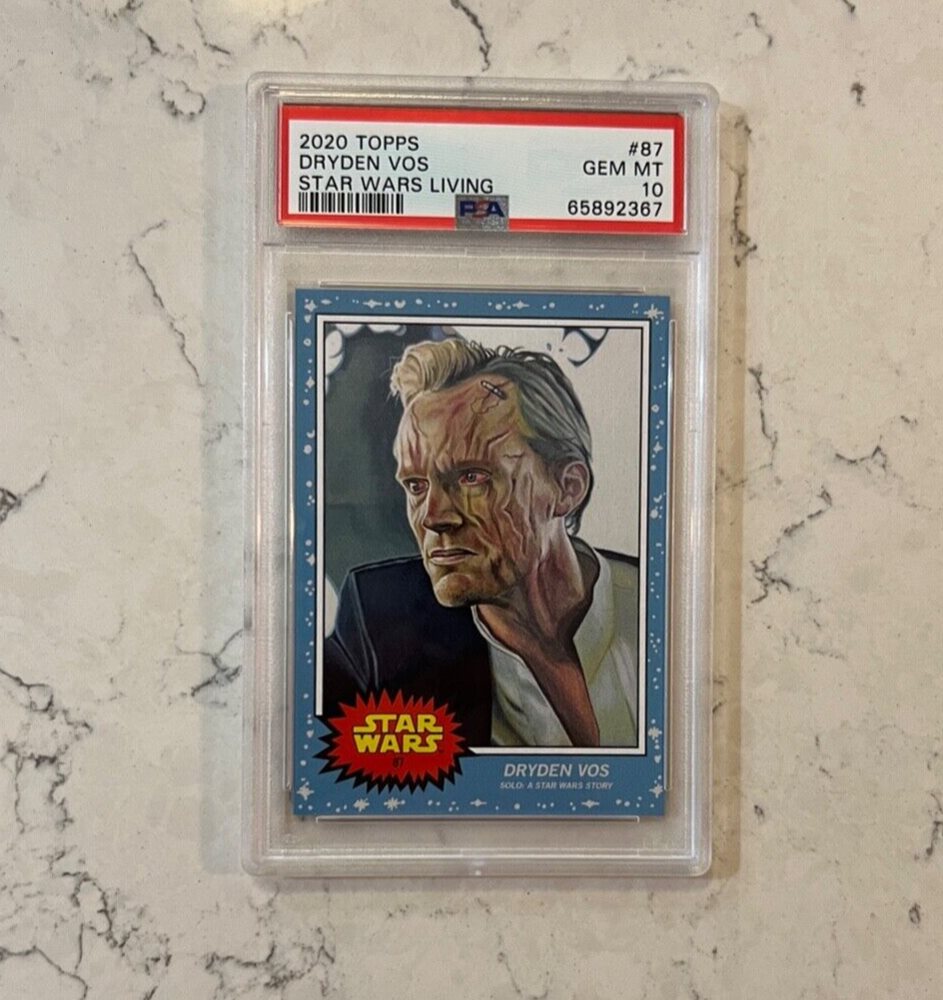 2020 TOPPS #87
DRYDEN VOS GEM MT
STAR WARS LIVING 10
PSA 65892367
STAR
WARS
87
DRYDEN VOS
SOLO: A STAR WARS STORY